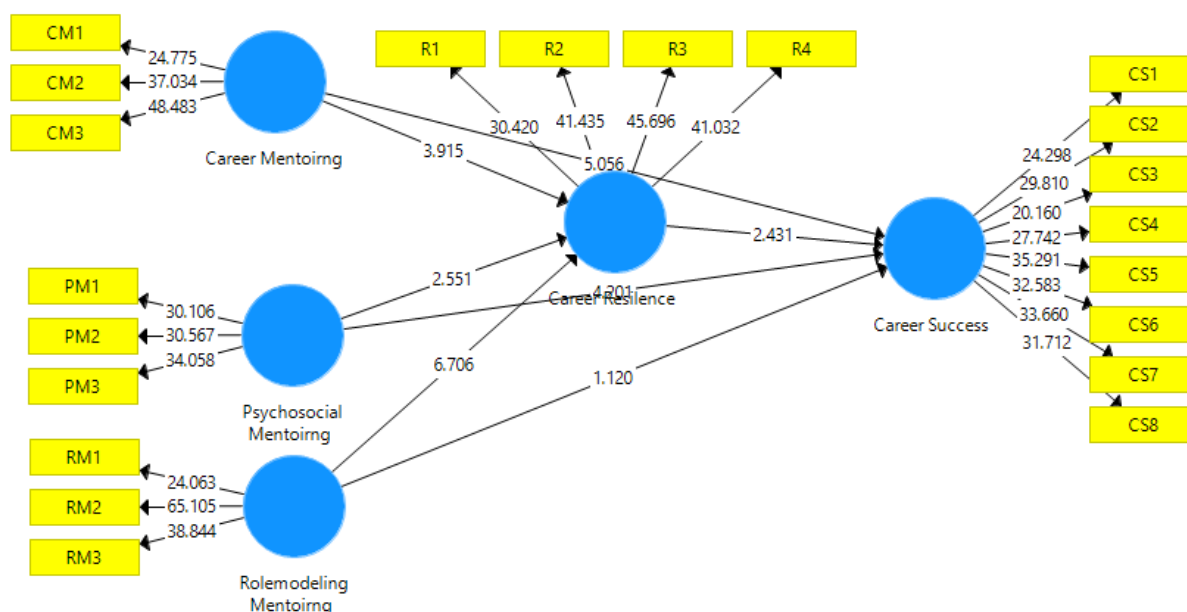 CM1
CM2
CM3
24.775
37.034
48.483
Career Mentoirng
R1
R2
R3
R4
30.420
41.435
45.696
41.032
3.915
5.056
2.551
4.201
Career Resilence
2.431
6.706
1.120
PM1
PM2
PM3
30.106
30.567
34.058
Psychosocial
Mentoirng
RM1
RM2
RM3
24.063
65.105
38.844
Rolemodeling
Mentoirng
Career Success
24.298
29.810
20.160
27.742
35.291
32.583
33.660
31.712
CS1
CS2
CS3
CS4
CS5
CS6
CS7
CS8